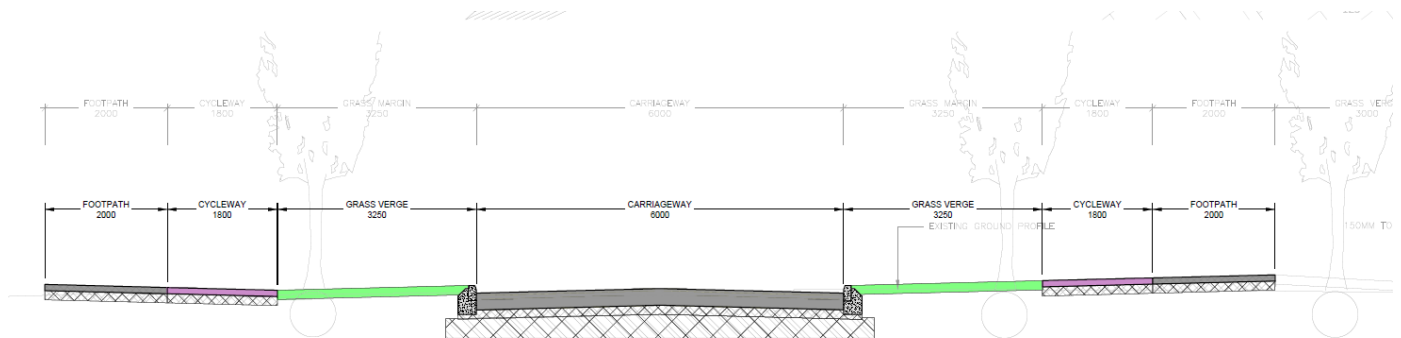 FOOTPATH
2000
CYCLEWAY
1800
GRASS MARGIN
3250
CARRIAGEWAY
6000
GRASS MARGIN
3250
CYCLEWAY
1800
FOOTPATH
2000
GRASS VERG
3000
FOOTPATH
2000
CYCLEWAY
1800
GRASS VERGE
3250
CARRIAGEWAY
6000
GRASS VERGE
3250
CYCLEWAY
1800
FOOTPATH
2000
EXISTING GROUND PROFILE
150MM TO